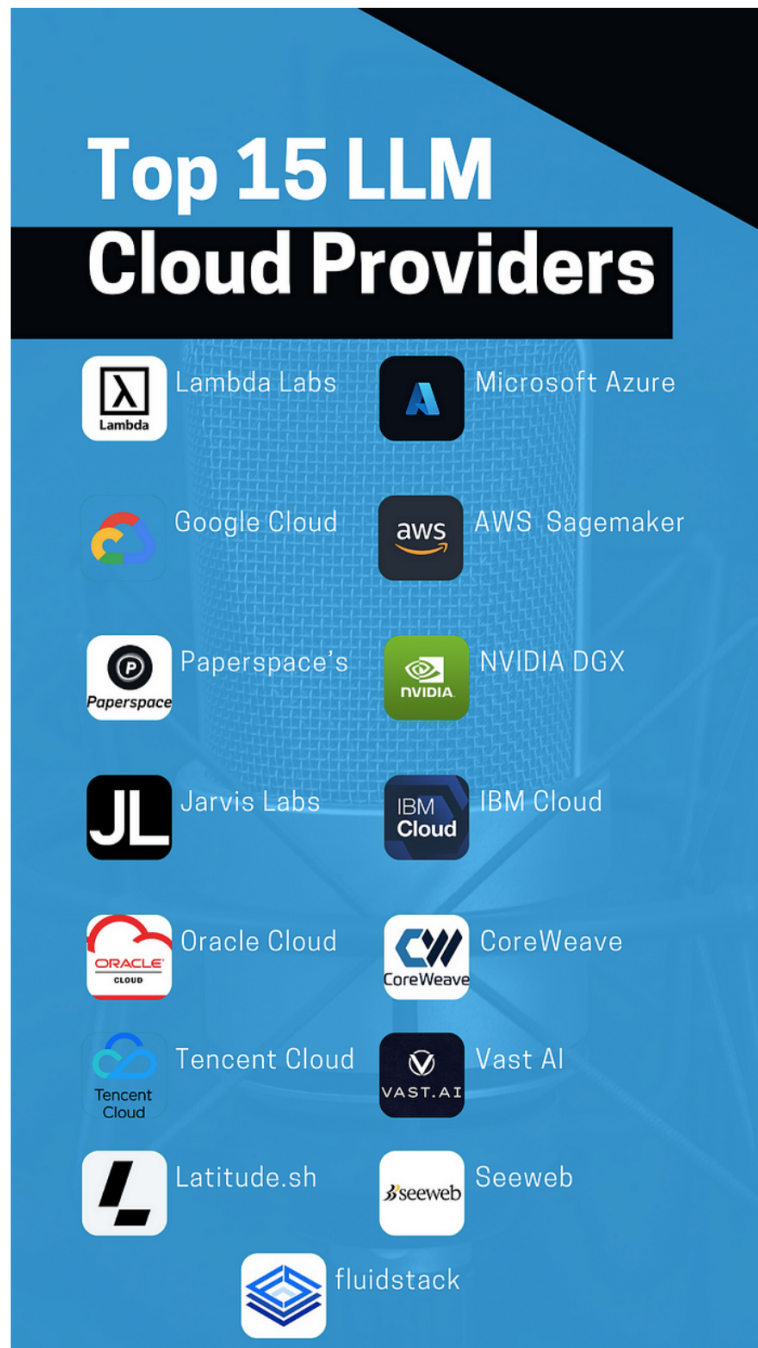 Top 15 LLM
Cloud Providers
Lambda
Lambda Labs
Microsoft Azure
Google Cloud
aws
AWS Sagemaker
Paperspace
Paperspace’s
NVIDIA
NVIDIA DGX
JL
Jarvis Labs
IBM
Cloud
IBM Cloud
ORACLE
CLOUD
Oracle Cloud
CoreWeave
CoreWeave
Tencent
Cloud
Tencent Cloud
VAST.AI
Vast AI
Latitude.sh
seeweb
Seeweb
fluidstack